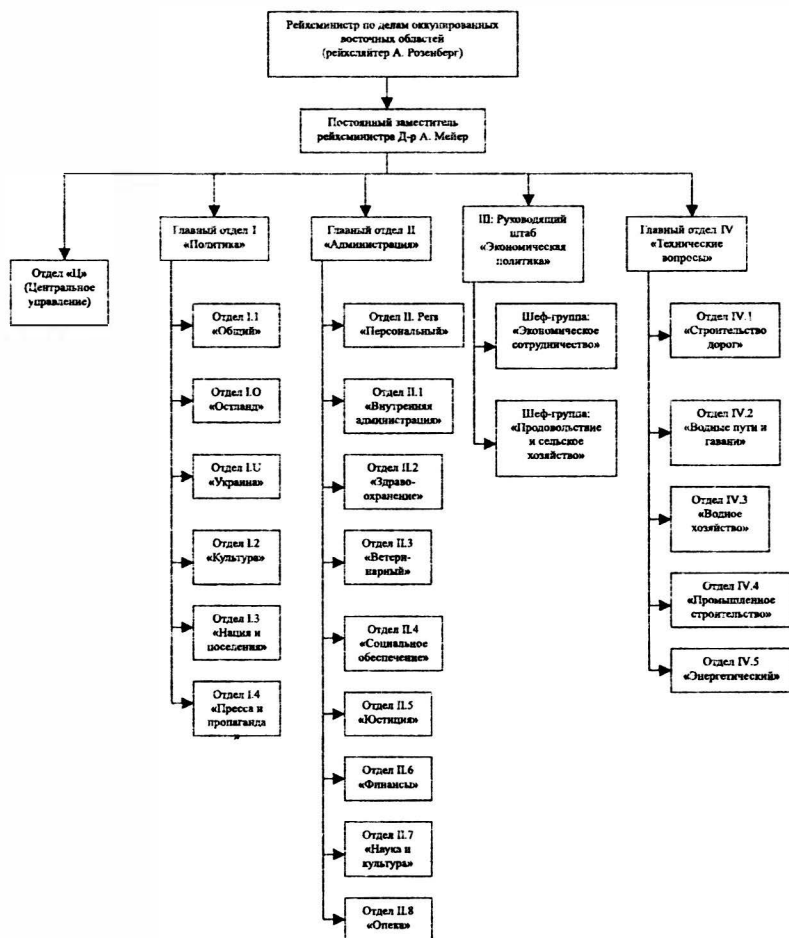 Рейхсминистр по делам оккупированных
восточных областей
(рейхсляйтер А. Розенберг)
Постоянный заместитель
рейхсминистра Д-р А. Мейер
Отдел «Ц»
(Центральное
управление)
Главный отдел I
«Политика»
Отдел I.1
«Общий»
Отдел I.O
«Остланд»
Отдел I.U
«Украина»
Отдел I.2
«Культура»
Отдел I.3
«Нация и
поселения»
Отдел I.4
«Пресса и
пропаганда
»
Главный отдел II
«Администрация»
Отдел II. Pers
«Персональный»
Отдел II.1
«Внутренняя
администрация»
Отдел II.2
«Здраво-
охранение»
Отдел II.3
«Ветери-
нарный»
Отдел II.4
«Социальное
обеспечение»
Отдел II.5
«Юстиция»
Отдел II.6
«Финансы»
Отдел II.7
«Наука и
культура»
Отдел II.8
«Опека»
III: Руководящий
штаб
«Экономическая
политика»
Шеф-группа:
«Экономическое
сотрудничество»
Шеф-группа:
«Продовольствие
и сельское
хозяйство»
Главный отдел IV
«Технические
вопросы»
Отдел IV.1
«Строительство
дорог»
Отдел IV.2
«Водные пути и
гавани»
Отдел IV.3
«Водное
хозяйство»
Отдел IV.4
«Промышленное
строительство»
Отдел IV.5
«Энергетический»